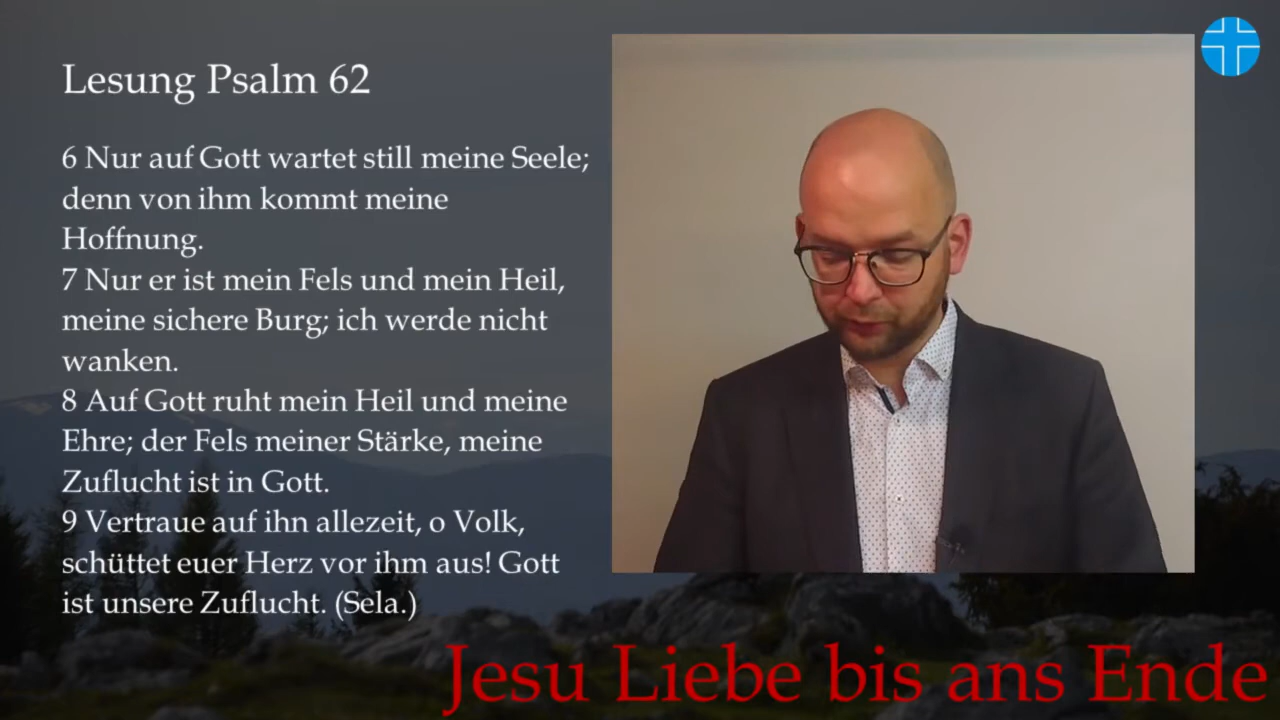 Lesung Psalm 62
6 Nur auf Gott wartet still meine Seele;
denn von ihm kommt meine
Hoffnung.
7 Nur er ist mein Fels und mein Heil,
meine sichere Burg; ich werde nicht
wanken.
8 Auf Gott ruht mein Heil und meine
Ehre; der Fels meiner Stärke, meine
Zuflucht ist in Gott.
9 Vertraue auf ihn allezeit, o Volk,
schüttet euer Herz vor ihm aus! Gott
ist unsere Zuflucht. (Sela.)
Jesu Liebe bis ans Ende